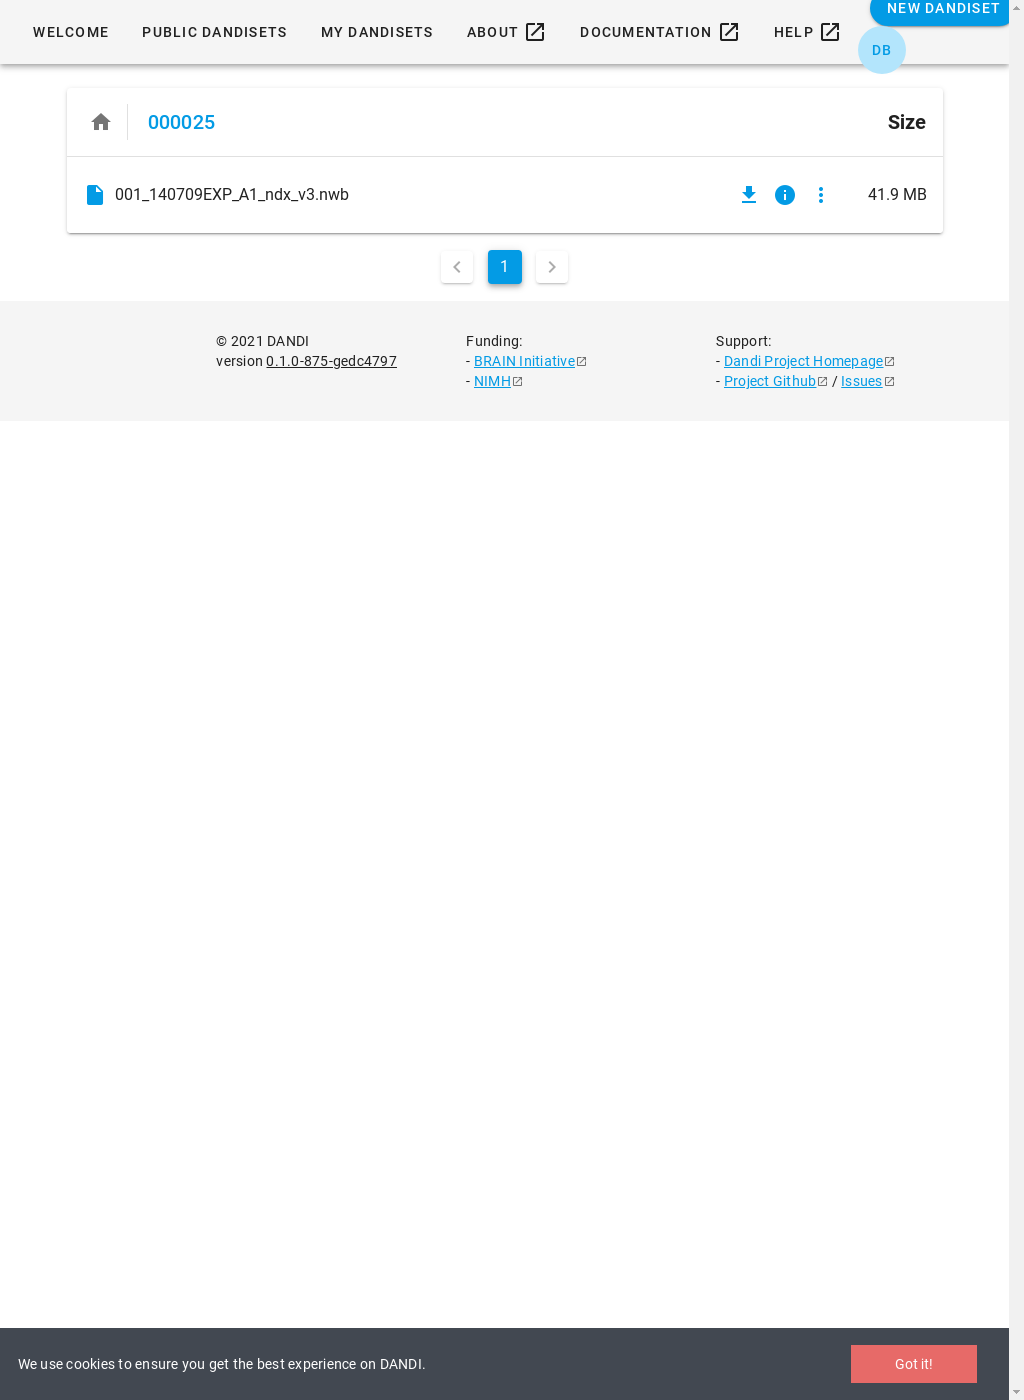 NEW DANDISET
WELCOME PUBLIC DANDISETS MY DANDISETS ABOUT DOCUMENTATION HELP
DB
000025 Size
001_140709EXP_A1_ndx_v3.nwb 41.9 MB
1
© 2021 DANDI
version 0.1.0-875-gedc4797
Funding:
- BRAIN Initiative
- NIMH
Support:
- Dandi Project Homepage
- Project Github / Issues
We use cookies to ensure you get the best experience on DANDI. Got it!